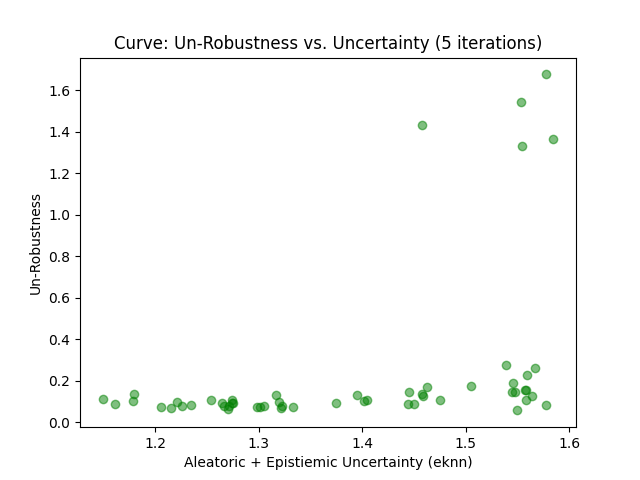 Curve: Un-Robustness vs. Uncertainty (5 iterations)
Un-Robustness
1.6
1.4
1.2
1.0
0.8
0.6
0.4
0.2
0.0
1.2 1.3 1.4 1.5 1.6
Aleatoric + Epistiemic Uncertainty (eknn)